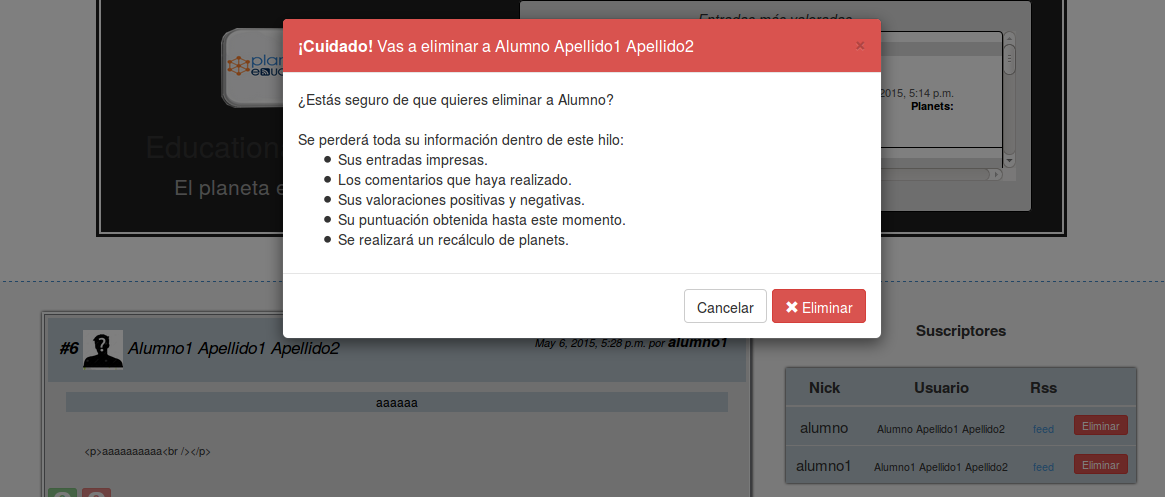 Entradas más valoradas
¡Cuidado! Vas a eliminar a Alumno Apellido1 Apellido2
×
¿Estás seguro de que quieres eliminar a Alumno?
2015, 5:14 p.m.
Planets:
Se perderá toda su información dentro de este hilo:
Education
Sus entradas impresas.
Los comentarios que haya realizado.
El planeta
Sus valoraciones positivas y negativas.
Su puntuación obtenida hasta este momento.
Se realizará un recálculo de planets.
Cancelar
Eliminar
#6 Alumno1 Apellido1 Apellido2
May 6, 2015, 5:28 p.m. por alumno1
aaaaaa
<p>aaaaaaaaaa<br /></p>
Suscriptores
Nick Usuario Rss
alumno Alumno Apellido1 Apellido2 feed Eliminar
alumno1 Alumno1 Apellido1 Apellido2 feed Eliminar